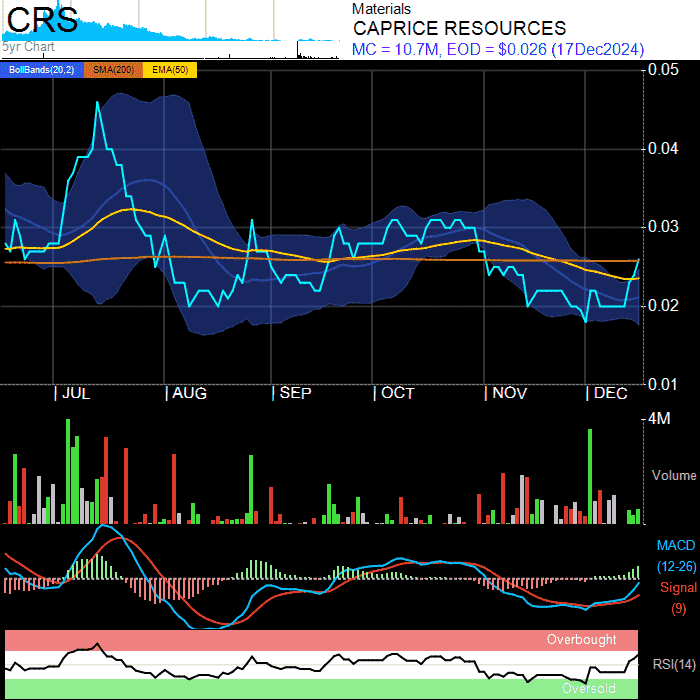 CRS
5yr Chart
Materials
CAPRICE RESOURCES
MC = 10.7M, EOD = $0.026 (17Dec2024)
BollBands(20,2) SMA(200) EMA(50)
0.05
0.04
0.03
0.02
0.01
JUL AUG SEP OCT NOV DEC
4M
Volume
MACD
(12-26)
Signal
(9)
Overbought
RSI(14)
Oversold